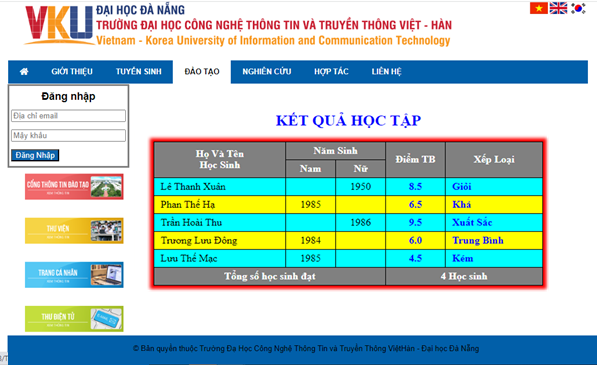 VKU
ĐẠI HỌC ĐÀ NẴNG
TRƯỜNG ĐẠI HỌC CÔNG NGHỆ THÔNG TIN VÀ TRUYỀN THÔNG VIỆT - HÀN
Vietnam - Korea University of Information and Communication Technology
GIỚI THIỆU TUYỂN SINH ĐÀO TẠO NGHIÊN CỨU HỢP TÁC LIÊN HỆ
Đăng nhập
Địa chỉ email
Mấy khẩu
Đăng Nhập
CỔNG THÔNG TIN ĐÀO TẠO
THƯ VIỆN
TRANG CÁ NHÂN
THƯ ĐIỆN TỬ
KẾT QUẢ HỌC TẬP
Họ Và Tên Học Sinh Năm Sinh Điểm TB Xếp Loại
Nam Nữ
Lê Thanh Xuân 1950 8.5 Giỏi
Phan Thế Hạ 1985 6.5 Khá
Trần Hoài Thu 1986 9.5 Xuất Sắc
Trương Lưu Đông 1984 6.0 Trung Bình
Lưu Thế Mạc 1985 4.5 Kém
Tổng số học sinh đạt 4 Học sinh
© Bản quyền thuộc Trường Đạ Học Công Nghệ Thông Tin và Truyền Thông ViệtHàn - Đại học Đà Nẵng